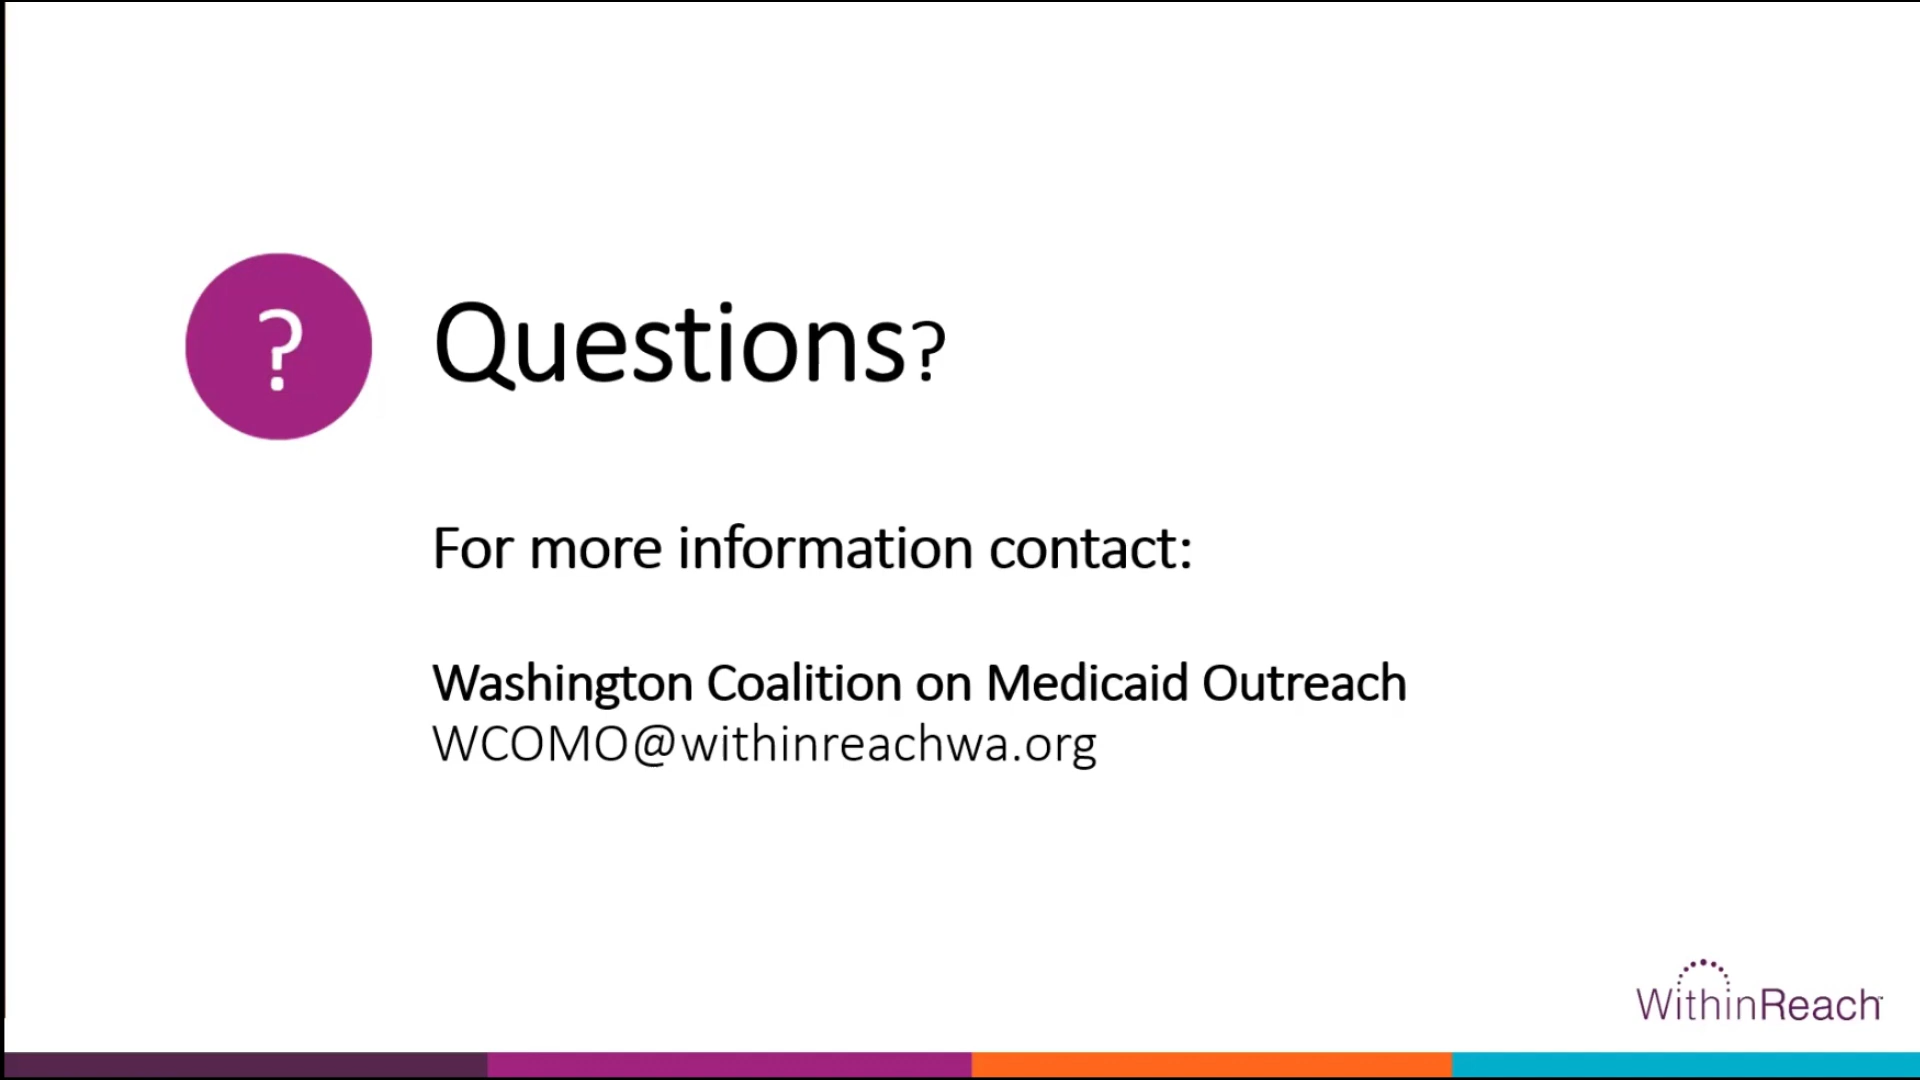 ?
Questions?
For more information contact:
Washington Coalition on Medicaid Outreach
WCOMO@withinreachwa.org
WithinReach